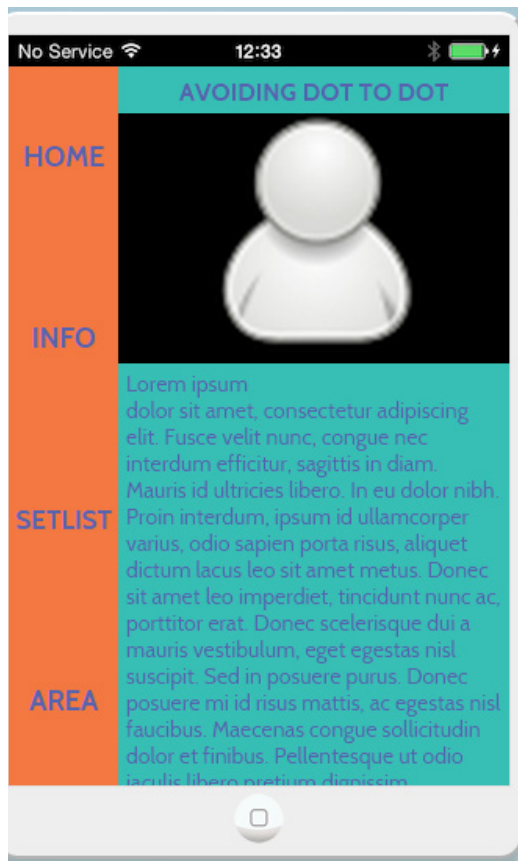 No Service 12:33
AVOIDING DOT TO DOT
HOME
INFO
SETLIST
AREA
Lorem ipsum
dolor sit amet, consectetur adipiscing
elit. Fusce velit nunc, congue nec
interdum efficitur, sagittis in diam.
Mauris id ultricies libero. In eu dolor nibh.
Proin interdum, ipsum id ullamcorper
varius, odio sapien porta risus, aliquet
dictum lacus leo sit amet metus. Donec
sit amet leo imperdiet, tincidunt nunc ac,
porttitor erat. Donec scelerisque dui a
mauris vestibulum, eget egestas nisl
suscipit. Sed in posuere purus. Donec
posuere mi id risus mattis, ac egestas nisl
faucibus. Maecenas congue sollicitudin
dolor et finibus. Pellentesque ut odio
iaculis libero pretium dignissim